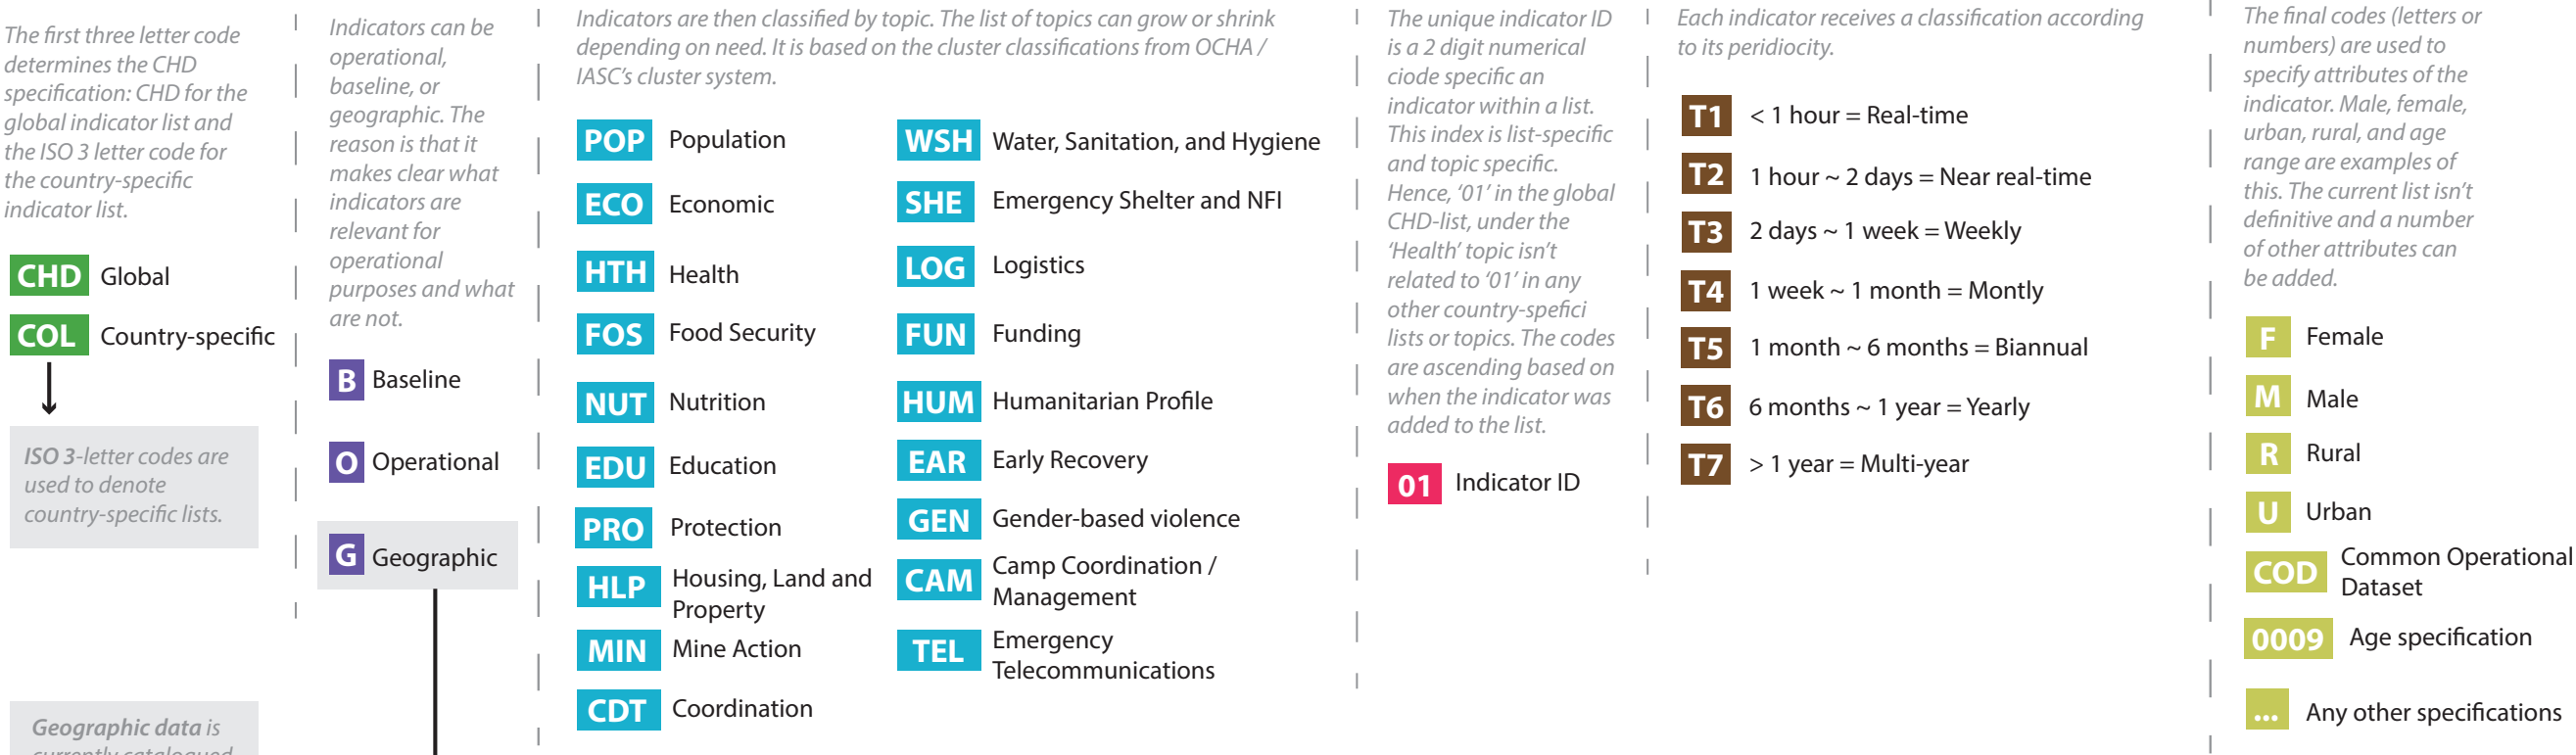 The first three letter code
determines the CHD
specification: CHD for the
global indicator list and
the ISO 3 letter code for
the country-specific
indicator list.
CHD Global
COL Country-specific
ISO 3-letter codes are
used to denote
country-specific lists.
Geographic data is
currently catalogued
Indicators can be
operational,
baseline, or
geographic. The
reason is that it
makes clear what
indicators are
relevant for
operational
purposes and what
are not.
B Baseline
O Operational
G Geographic
Indicators are then classified by topic. The list of topics can grow or shrink
depending on need. It is based on the cluster classifications from OCHA /
IASC's cluster system.
POP Population
ECO Economic
HTH Health
FOS Food Security
NUT Nutrition
EDU Education
PRO Protection
HLP Housing, Land and
Property
MIN Mine Action
CDT Coordination
WSH Water, Sanitation, and Hygiene
SHE Emergency Shelter and NFI
LOG Logistics
FUN Funding
HUM Humanitarian Profile
EAR Early Recovery
GEN Gender-based violence
CAM Camp Coordination /
Management
TEL Emergency
Telecommunications
The unique indicator ID
is a 2 digit numerical
ciode specific an
indicator within a list.
This index is list-specific
and topic specific.
Hence, '01' in the global
CHD-list, under the
'Health' topic isn't
related to '01' in any
other country-spefici
lists or topics. The codes
are ascending based on
when the indicator was
added to the list.
01 Indicator ID
Each indicator receives a classification according
to its peridiocity.
T1 < 1 hour = Real-time
T2 1 hour ~ 2 days = Near real-time
T3 2 days ~ 1 week = Weekly
T4 1 week ~ 1 month = Montly
T5 1 month ~ 6 months = Biannual
T6 6 months ~ 1 year = Yearly
T7 > 1 year = Multi-year
The final codes (letters or
numbers) are used to
specify attributes of the
indicator. Male, female,
urban, rural, and age
range are examples of
this. The current list isn't
definitive and a number
of other attributes can
be added.
F Female
M Male
R Rural
U Urban
COD Common Operational
Dataset
0009 Age specification
... Any other specifications